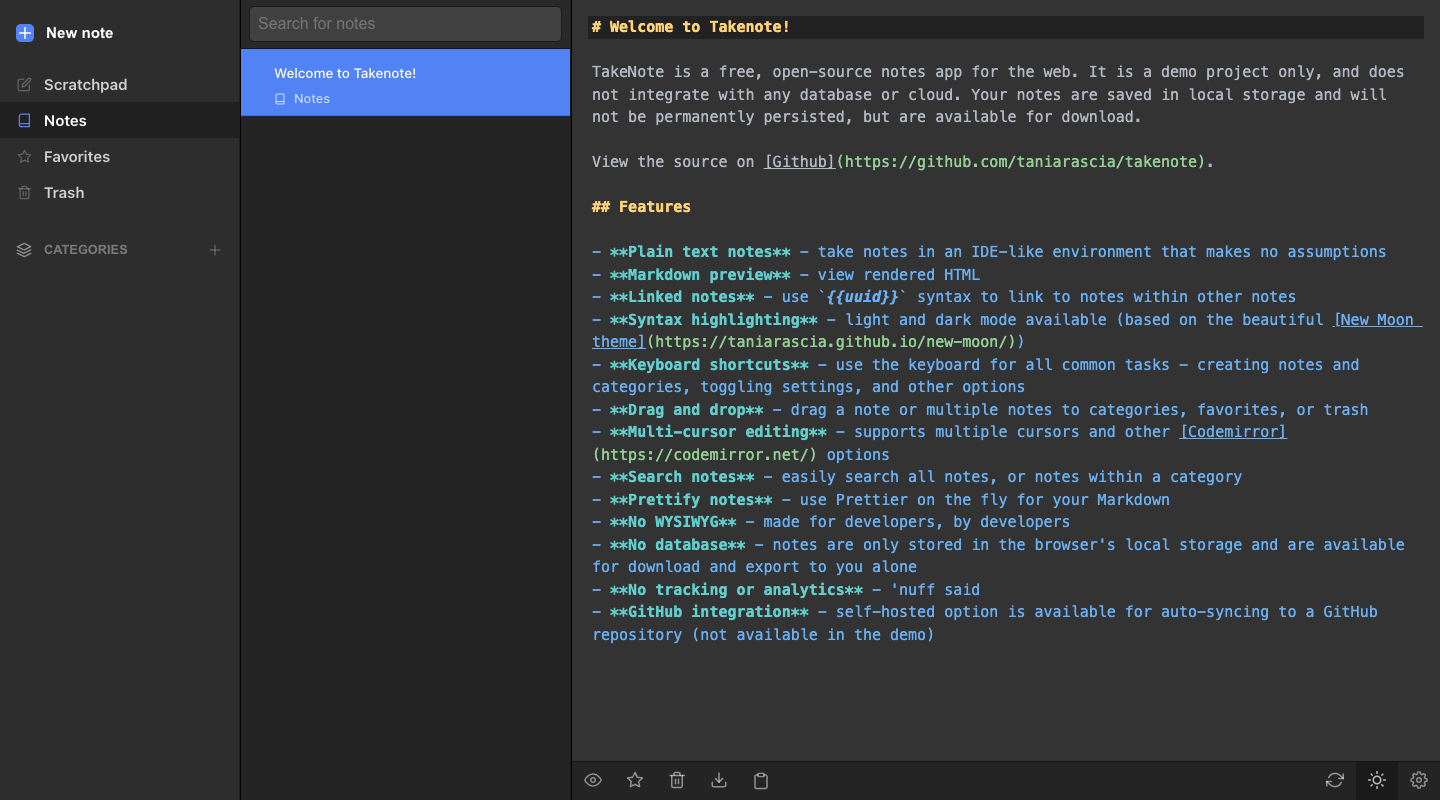 New note
Scratchpad
Notes
Favorites
Trash
CATEGORIES
Search for notes
Welcome to Takenote!
Notes
# Welcome to Takenote!
TakeNote is a free, open-source notes app for the web. It is a demo project only, and does
not integrate with any database or cloud. Your notes are saved in local storage and will
not be permanently persisted, but are available for download.
View the source on [Github](https://github.com/taniarascia/takenote).
## Features
- **Plain text notes** - take notes in an IDE-like environment that makes no assumptions
- **Markdown preview** - view rendered HTML
- **Linked notes** - use `{{uuid}}` syntax to link to notes within other notes
- **Syntax highlighting** - light and dark mode available (based on the beautiful [New Moon
theme](https://taniarascia.github.io/new-moon/))
- **Keyboard shortcuts** - use the keyboard for all common tasks - creating notes and
categories, toggling settings, and other options
- **Drag and drop** - drag a note or multiple notes to categories, favorites, or trash
- **Multi-cursor editing** - supports multiple cursors and other [Codemirror]
(https://codemirror.net/) options
- **Search notes** - easily search all notes, or notes within a category
- **Prettify notes** - use Prettier on the fly for your Markdown
- **No WYSIWYG** - made for developers, by developers
- **No database** - notes are only stored in the browser's local storage and are available
for download and export to you alone
- **No tracking or analytics** - 'nuff said
- **GitHub integration** - self-hosted option is available for auto-syncing to a GitHub
repository (not available in the demo)